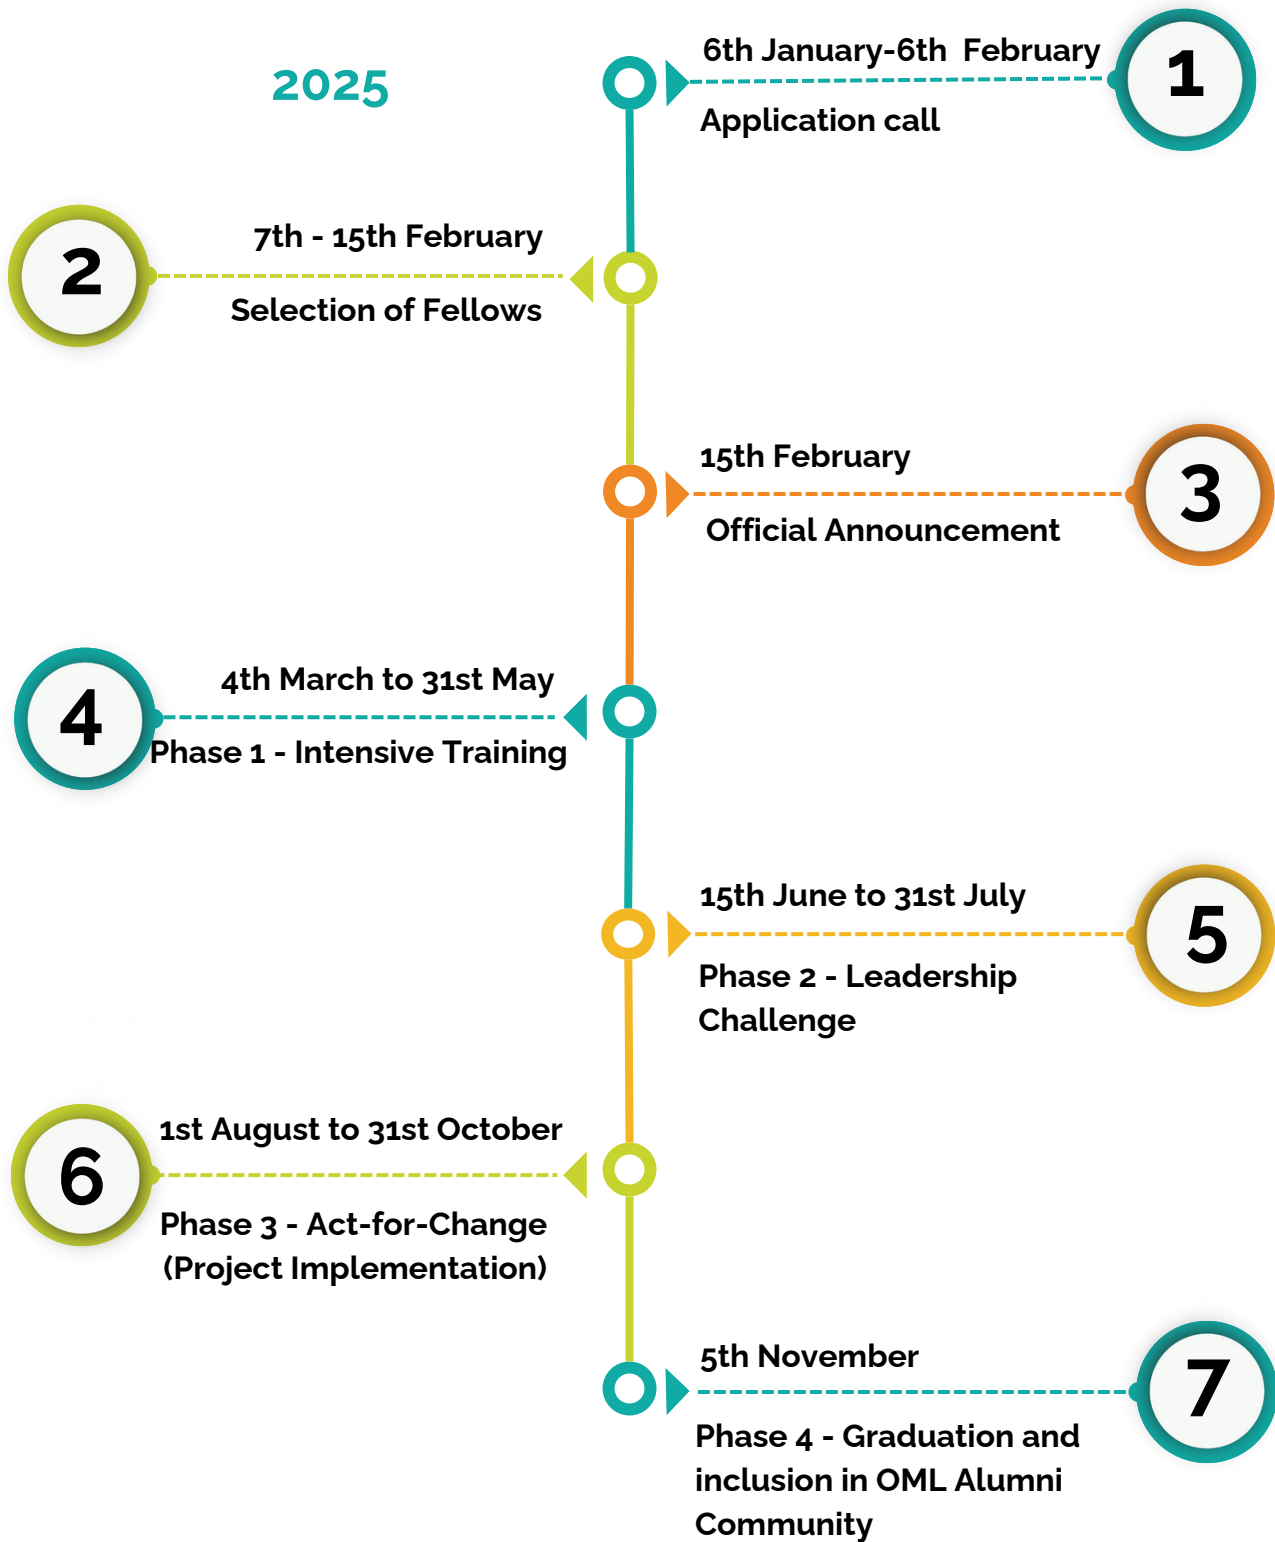 2025
6th January-6th  February
1
Application call
7th - 15th February
2
Selection of Fellows
15th February
3
Official Announcement
4th March to 31st May
4
Phase 1 - Intensive Training
15th June to 31st July
5
Phase 2 - Leadership
Challenge
1st August to 31st October
6
Phase 3 - Act-for-Change
(Project Implementation)
5th November
7
Phase 4 - Graduation and
inclusion in OML Alumni
Community